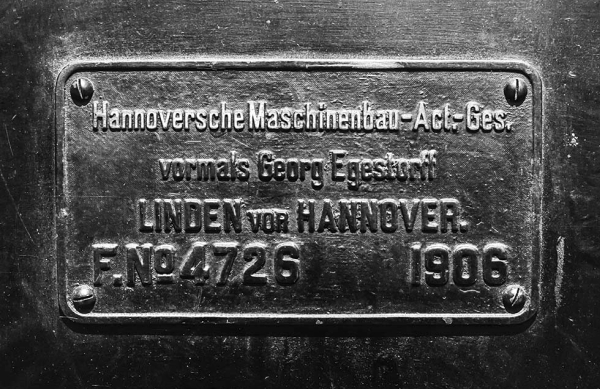 Hannoversche Maschinenbau-Act.-Ges.
vormals Georg Egestorff
LINDEN VOR HANNOVER.
F. No 4726 1906